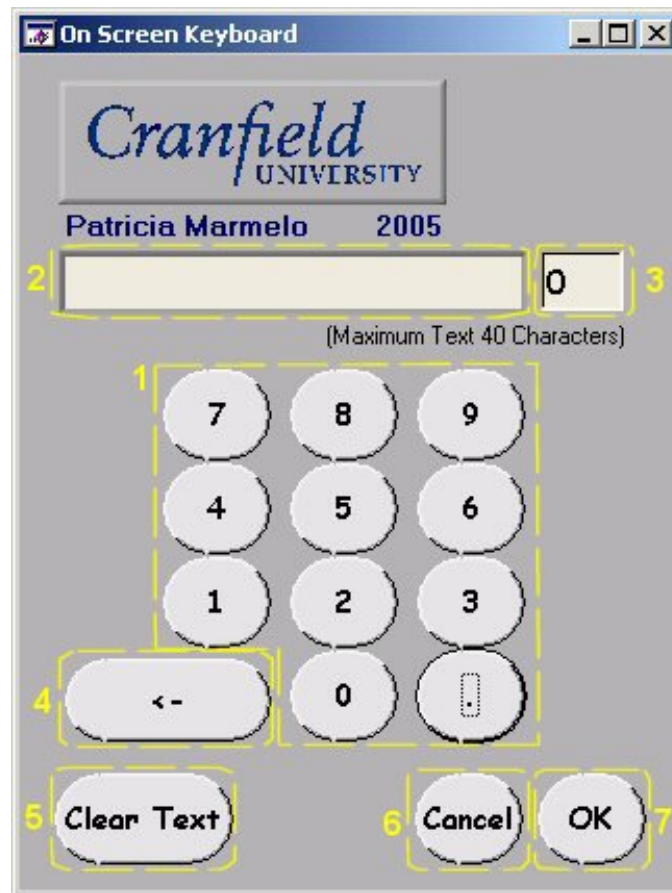 On Screen Keyboard
Cranfield
UNIVERSITY
Patricia Marmelo 2005
2 0 3
(Maximum Text 40 Characters)
1
7 8 9
4 5 6
1 2 3
4 <- 0 .
5 Clear Text 6 Cancel OK 7